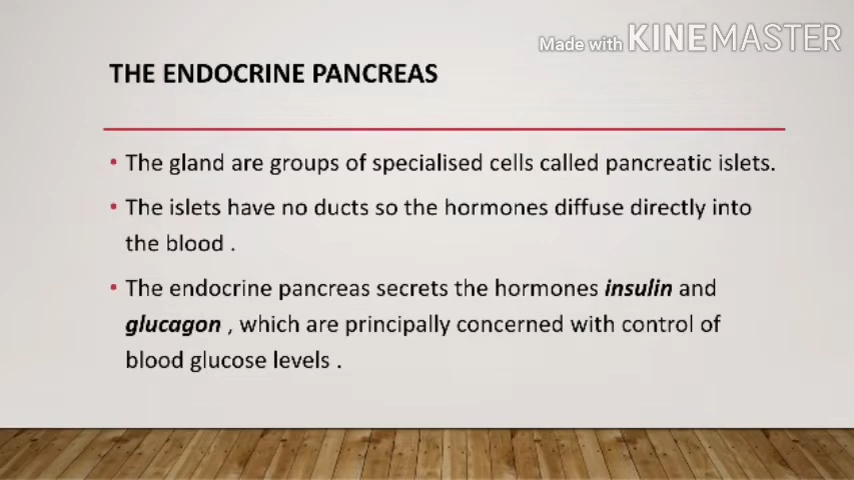 Made with KINEMASTER
THE ENDOCRINE PANCREAS
• The gland are groups of specialised cells called pancreatic islets.
• The islets have no ducts so the hormones diffuse directly into
the blood .
• The endocrine pancreas secrets the hormones insulin and
glucagon , which are principally concerned with control of
blood glucose levels .